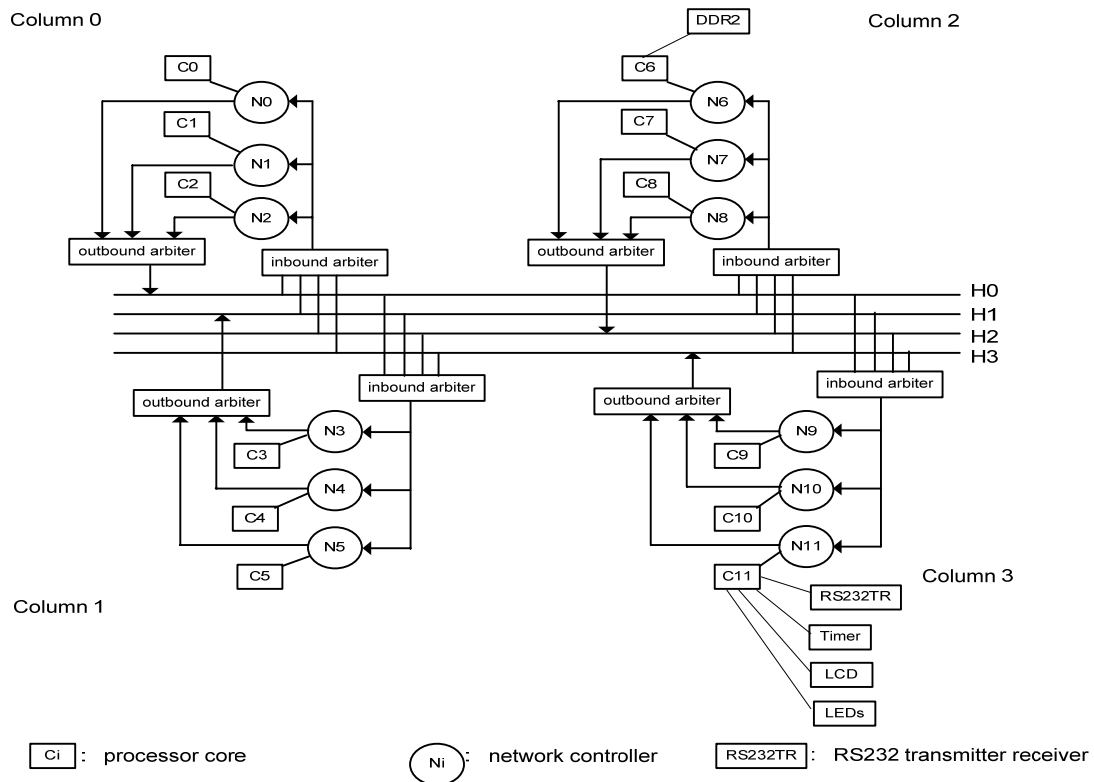 Column 0
Column 2
DDR2
C0
N0
C1
N1
C2
N2
outbound arbiter
inbound arbiter
C6
N6
C7
N7
C8
N8
outbound arbiter
inbound arbiter
H0
H1
H2
H3
outbound arbiter
inbound arbiter
N3
C3
N4
C4
N5
C5
Column 1
outbound arbiter
inbound arbiter
N9
C9
N10
C10
N11
C11
Column 3
RS232TR
Timer
LCD
LEDs
Ci : processor core
Ni : network controller
RS232TR : RS232 transmitter receiver